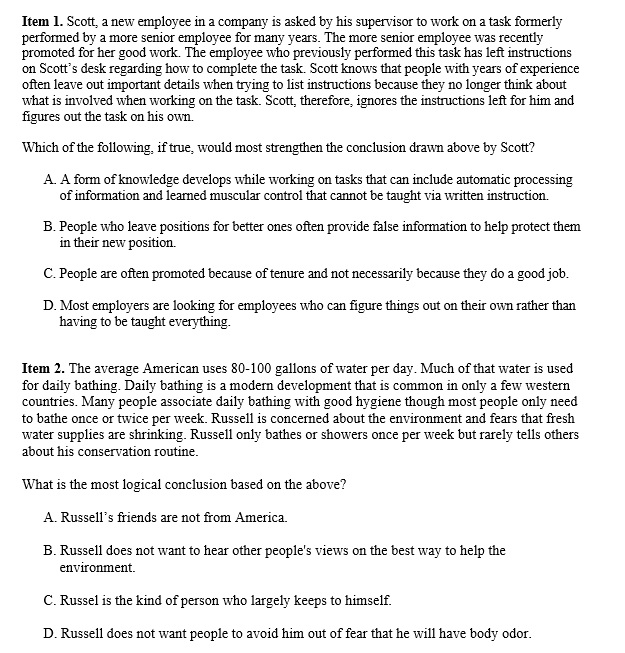 Item 1. Scott, a new employee in a company is asked by his supervisor to work on a task formerly
performed by a more senior employee for many years. The more senior employee was recently
promoted for her good work. The employee who previously performed this task has left instructions
on Scott's desk regarding how to complete the task. Scott knows that people with years of experience
often leave out important details when trying to list instructions because they no longer think about
what is involved when working on the task. Scott, therefore, ignores the instructions left for him and
figures out the task on his own.
Which of the following, if true, would most strengthen the conclusion drawn above by Scott?
A. A form of knowledge develops while working on tasks that can include automatic processing
of information and learned muscular control that cannot be taught via written instruction.
B. People who leave positions for better ones often provide false information to help protect them
in their new position.
C. People are often promoted because of tenure and not necessarily because they do a good job.
D. Most employers are looking for employees who can figure things out on their own rather than
having to be taught everything.
Item 2. The average American uses 80-100 gallons of water per day. Much of that water is used
for daily bathing. Daily bathing is a modern development that is common in only a few western
countries. Many people associate daily bathing with good hygiene though most people only need
to bathe once or twice per week. Russell is concerned about the environment and fears that fresh
water supplies are shrinking. Russell only bathes or showers once per week but rarely tells others
about his conservation routine.
What is the most logical conclusion based on the above?
A. Russell's friends are not from America.
B. Russell does not want to hear other people's views on the best way to help the
environment.
C. Russel is the kind of person who largely keeps to himself.
D. Russell does not want people to avoid him out of fear that he will have body odor.